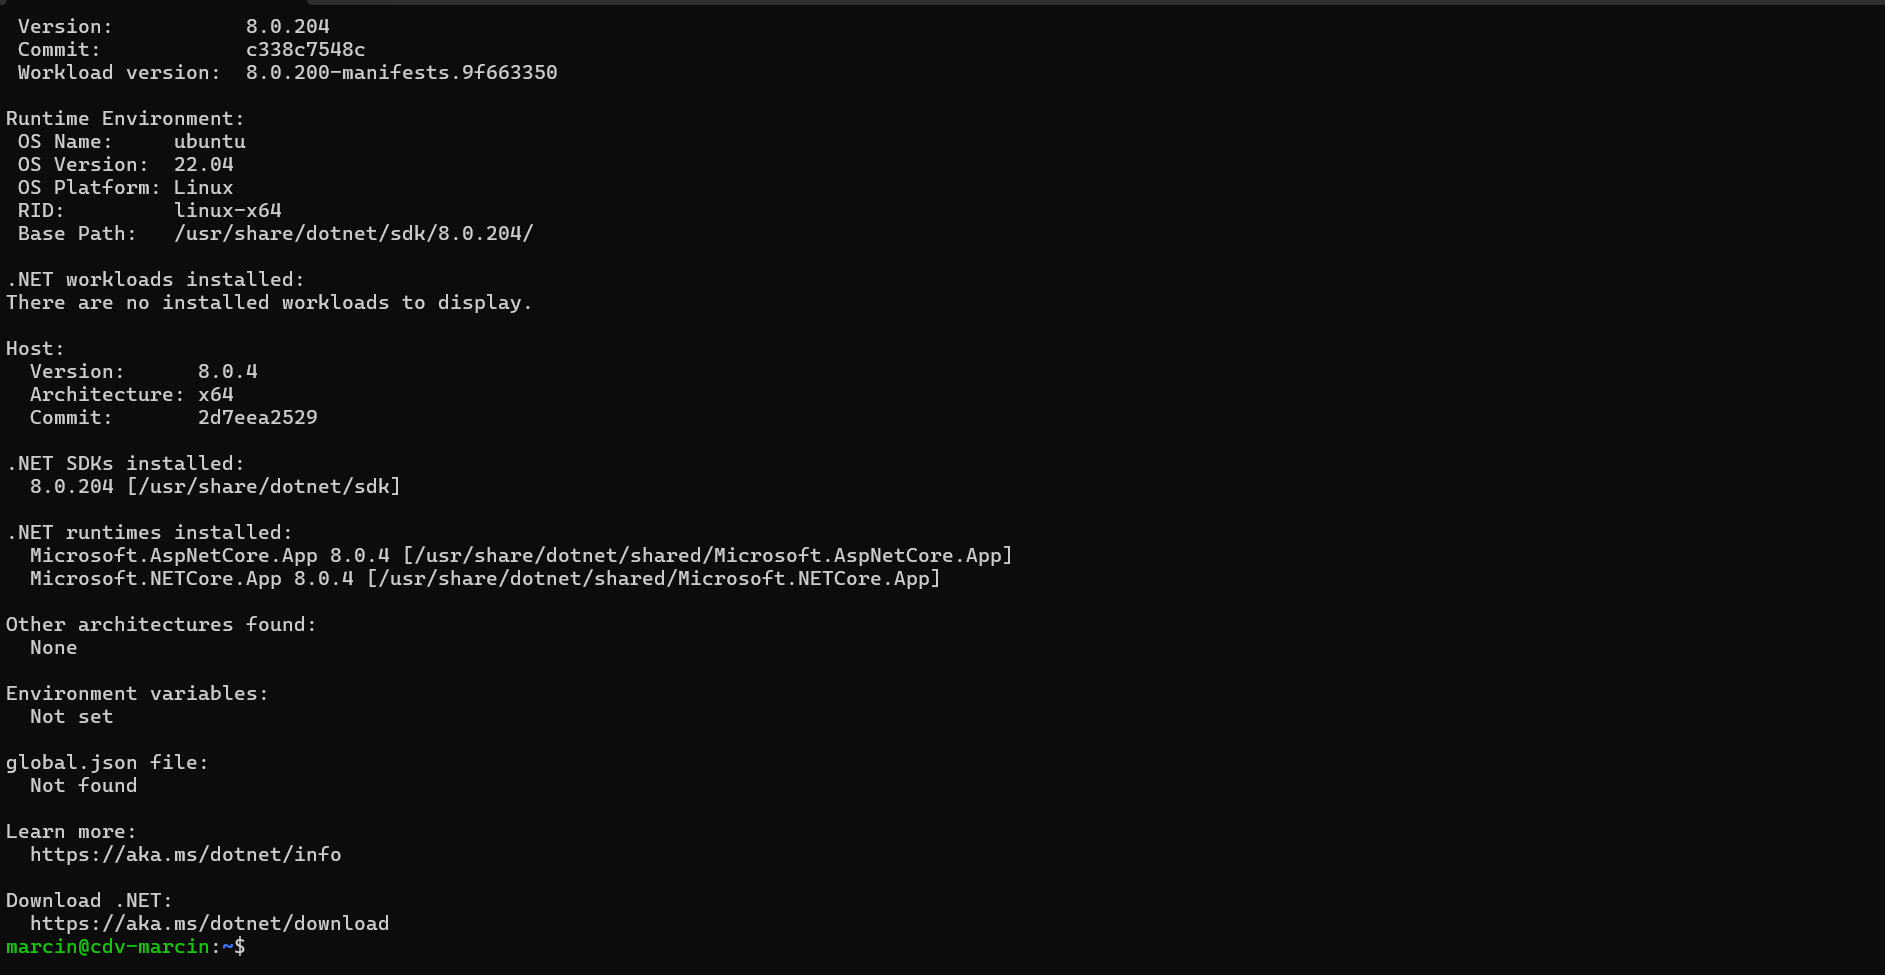 Version:           8.0.204
Commit:            c338c7548c
Workload version:  8.0.200-manifests.9f663350
Runtime Environment:
OS Name:     ubuntu
OS Version:  22.04
OS Platform: Linux
RID:         linux-x64
Base Path:   /usr/share/dotnet/sdk/8.0.204/
.NET workloads installed:
There are no installed workloads to display.
Host:
Version:      8.0.4
Architecture: x64
Commit:       2d7eea2529
.NET SDKs installed:
8.0.204 [/usr/share/dotnet/sdk]
.NET runtimes installed:
Microsoft.AspNetCore.App 8.0.4 [/usr/share/dotnet/shared/Microsoft.AspNetCore.App]
Microsoft.NETCore.App 8.0.4 [/usr/share/dotnet/shared/Microsoft.NETCore.App]
Other architectures found:
None
Environment variables:
Not set
global.json file:
Not found
Learn more:
https://aka.ms/dotnet/info
Download .NET:
https://aka.ms/dotnet/download
marcin@cdv-marcin:~$